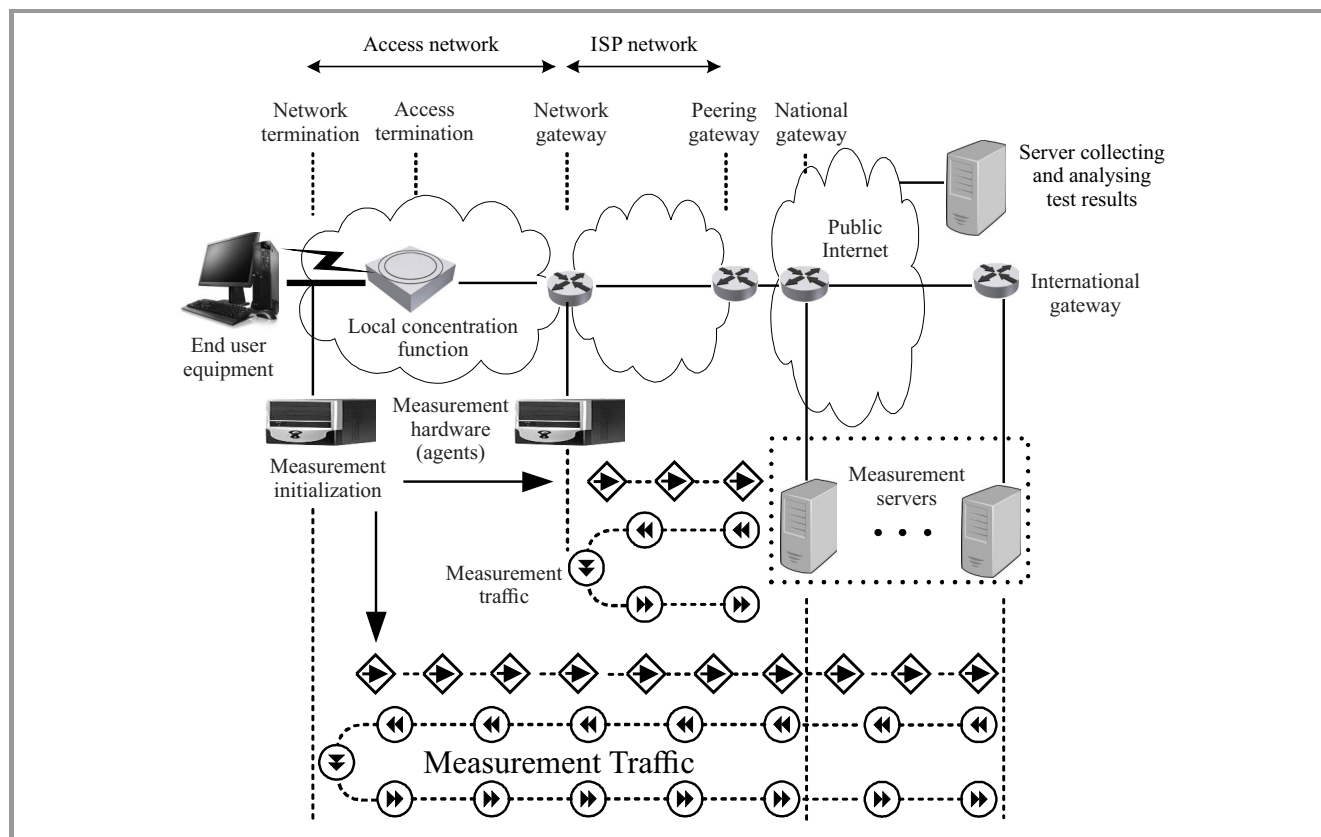 Access network
ISP network
Network
termination
Access
termination
Network
gateway
Peering
gateway
National
gateway
Server collecting
and analysing
test results
Public
Internet
International
gateway
End user
equipment
Local concentration
function
Measurement
hardware
(agents)
Measurement
initialization
Measurement
servers
Measurement
traffic
Measurement Traffic